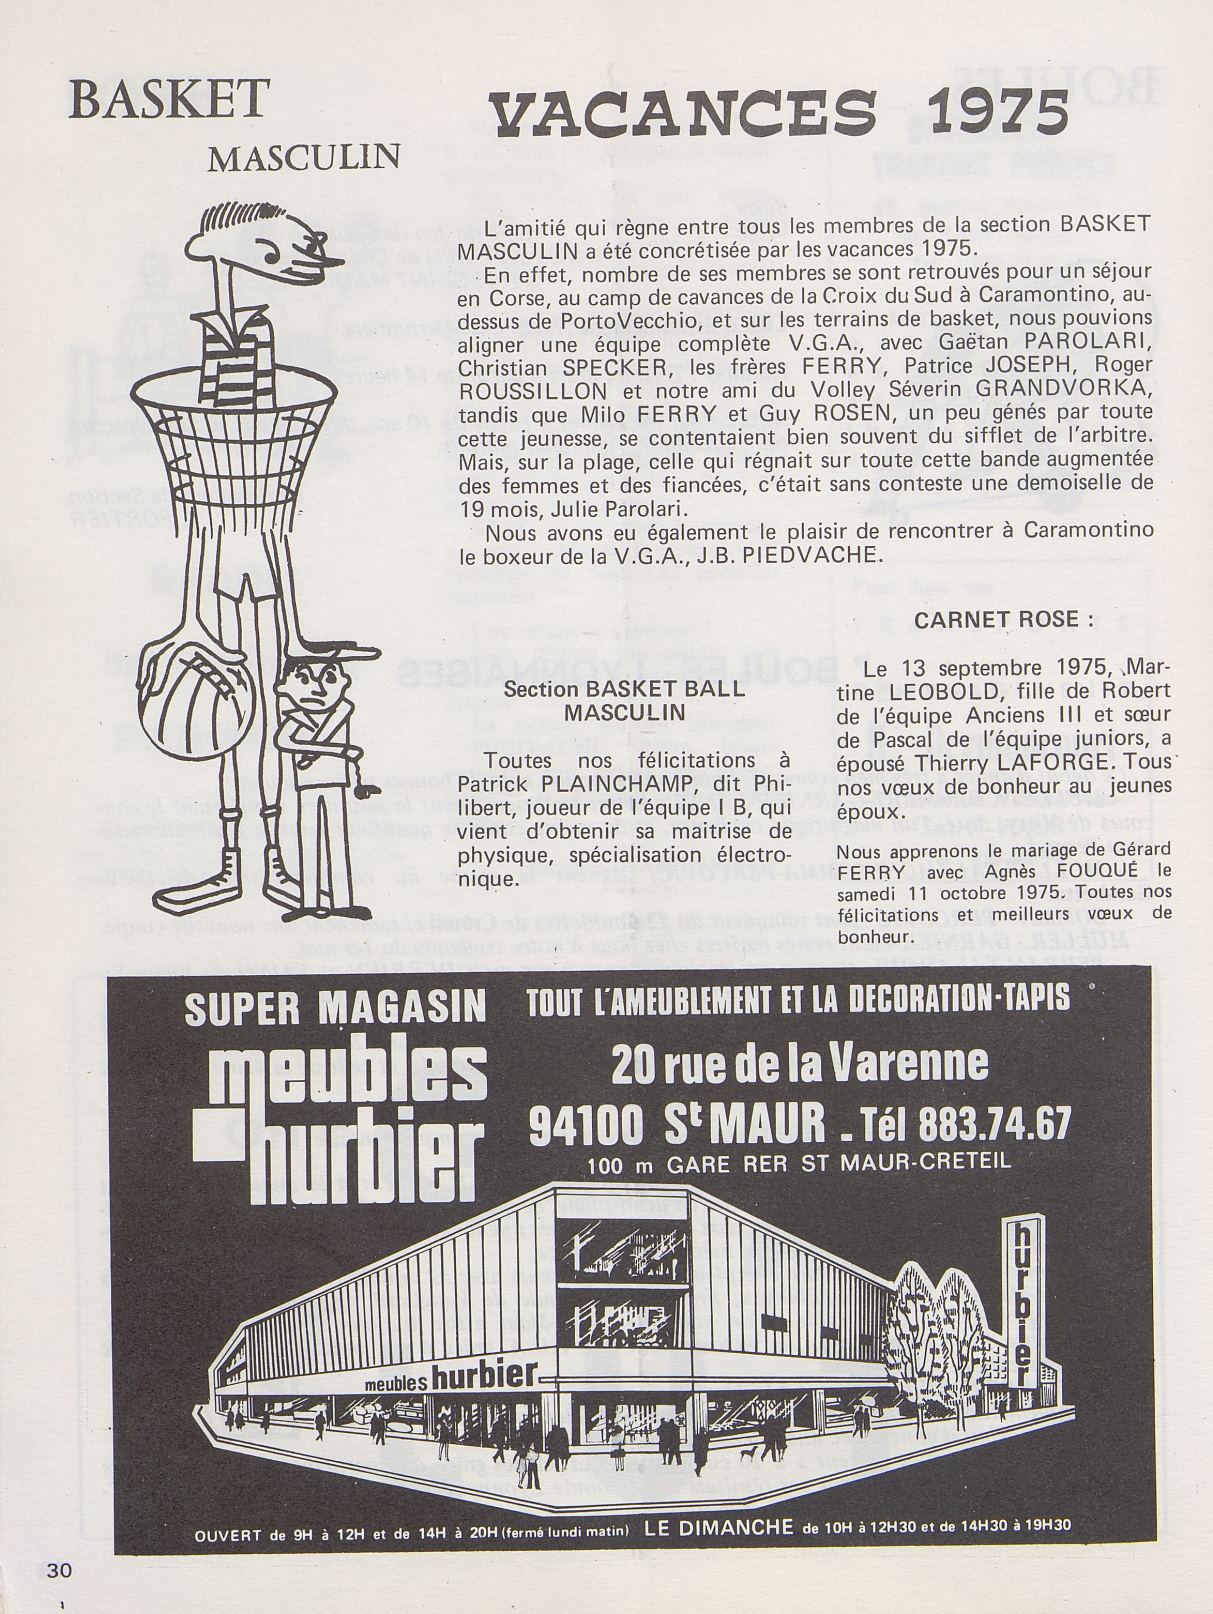 BASKET
MASCULIN
VACANCES 1975
L'amitié qui règne entre tous les membres de la section BASKET
MASCULIN a été concrétisée par les vacances 1975.
En effet, nombre de ses membres se sont retrouvés pour un séjour
en Corse, au camp de cavances de la Croix du Sud à Caramontino, au-
dessus de Porto Vecchio, et sur les terrains de basket, nous pouvions
aligner une équipe complète V.G.A., avec Gaëtan PAROLARI,
Christian SPECKER, les frères FERRY, Patrice JOSEPH, Roger
ROUSSILLON et notre ami du Volley Séverin GRANDVORKA,
tandis que Milo FERRY et Guy ROSEN, un peu génés par toute
cette jeunesse, se contentaient bien souvent du sifflet de l'arbitre.
Mais, sur la plage, celle qui régnait sur toute cette bande augmentée
des femmes et des fiancées, c'était sans conteste une demoiselle de
19 mois, Julie Parolari.
Nous avons eu également le plaisir de rencontrer à Caramontino
le boxeur de la V.G.A., J.B. PIEDVACHE.
Section BASKET BALL
MASCULIN
Toutes nos félicitations à
Patrick PLAINCHAMP, dit Phi-
libert, joueur de l'équipe I B, qui
vient d'obtenir sa maitrise de
physique, spécialisation électro-
nique.
CARNET ROSE :
Le 13 septembre 1975, Mar-
tine LEOBOLD, fille de Robert
de l'équipe Anciens III et sœur
de Pascal de l'équipe juniors, a
épousé Thierry LAFORGE. Tous
nos vœux de bonheur au jeunes
époux.
Nous apprenons le mariage de Gérard
FERRY avec Agnès FOUQUÉ le
samedi 11 octobre 1975. Toutes nos
félicitations et meilleurs vœux de
bonheur.
SUPER MAGASIN
meubles
hurbier
TOUT L'AMEUBLEMENT ET LA DECORATION-TAPIS
20 rue de la Varenne
94100 St MAUR - Tél 883.74.67
100 m GARE RER ST MAUR-CRETEIL
hurbier
meubles hurbier
OUVERT de 9H à 12H et de 14H à 20H (fermé lundi matin) LE DIMANCHE de 10H à 12H30 et de 14H30 à 19H30
30